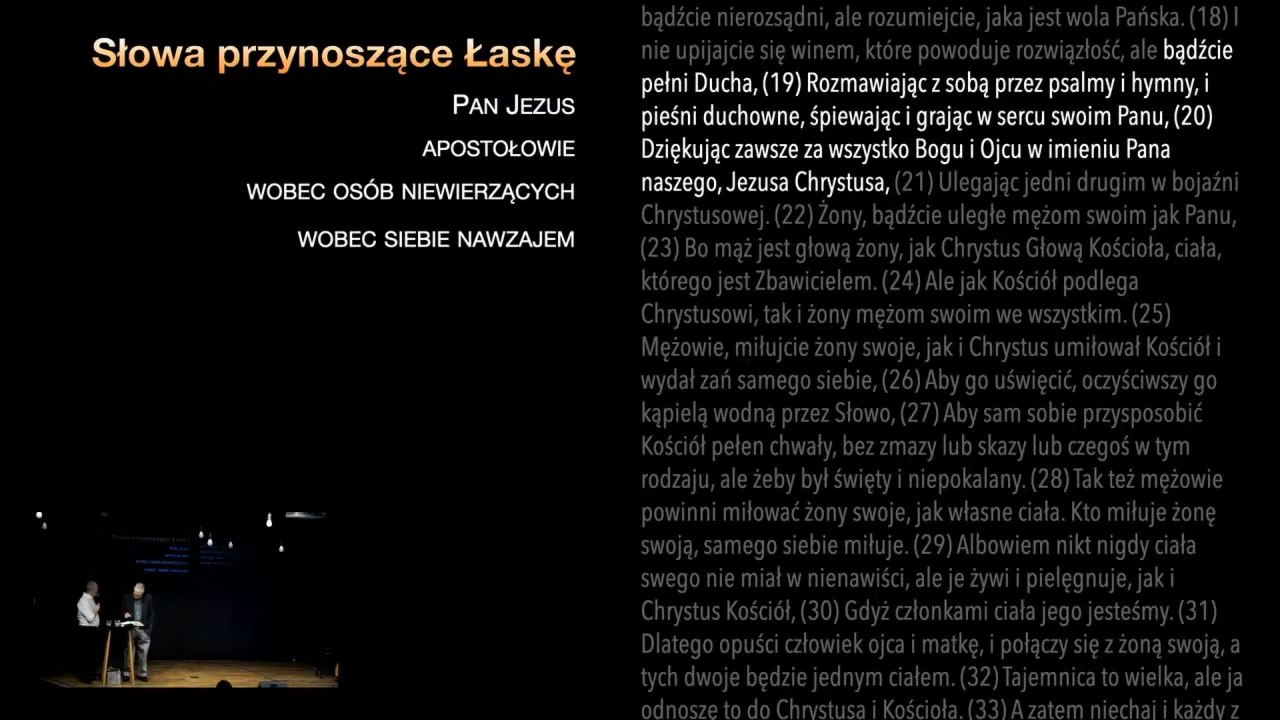 Słowa przynoszące Łaskę
Pan Jezus
apostołowie
wobec osób niewierzących
wobec siebie nawzajem
bądźcie nierozsądni, ale rozumiejcie, jaka jest wola Pańska. (18) I
nie upijajcie się winem, które powoduje rozwiązłość, ale bądźcie
pełni Ducha, (19) Rozmawiając z sobą przez psalmy i hymny, i
pieśni duchowne, śpiewając i grając w sercu swoim Panu, (20)
Dziękując zawsze za wszystko Bogu i Ojcu w imieniu Pana
naszego, Jezusa Chrystusa, (21) Ulegając jedni drugim w bojaźni
Chrystusowej. (22) Żony, bądźcie uległe mężom swoim jak Panu,
(23) Bo mąż jest głową żony, jak Chrystus Głową Kościoła, ciała,
którego jest Zbawicielem. (24) Ale jak Kościół podlega
Chrystusowi, tak i żony mężom swoim we wszystkim. (25)
Mężowie, miłujcie żony swoje, jak i Chrystus umiłował Kościół i
wydał zań samego siebie, (26) Aby go uświęcić, oczyściwszy go
kąpielą wodną przez Słowo, (27) Aby sam sobie przysposobić
Kościół pełen chwały, bez zmazy lub skazy lub czegoś w tym
rodzaju, ale żeby był święty i niepokalany. (28) Tak też mężowie
powinni miłować żony swoje, jak własne ciała. Kto miłuje żonę
swoją, samego siebie miłuje. (29) Albowiem nikt nigdy ciała
swego nie miał w nienawiści, ale je żywi i pielęgnuje, jak i
Chrystus Kościół, (30) Gdyż członkami ciała jego jesteśmy. (31)
Dlatego opuści człowiek ojca i matkę, i połączy się z żoną swoją, a
tych dwoje będzie jednym ciałem. (32) Tajemnica to wielka, ale ja
odnoszę to do Chrystusa i Kościoła. (33) A zatem niechaj i każdy z